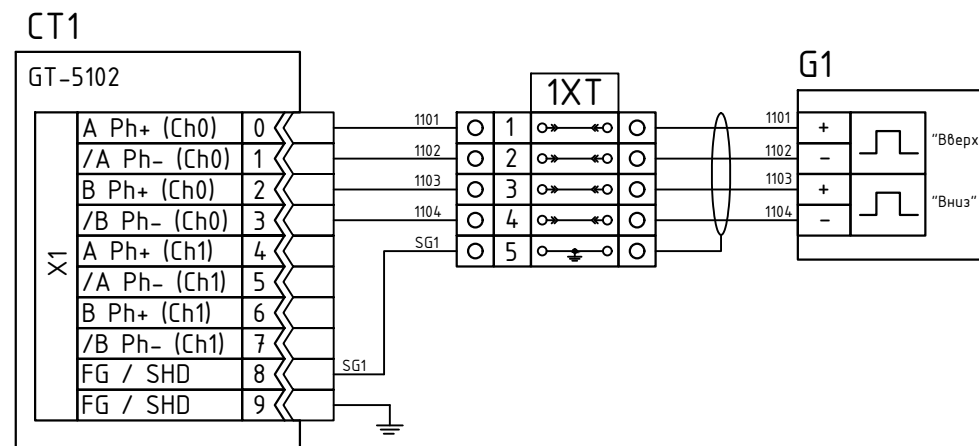 CT1
GT-5102
X1
A Ph+ (Ch0) 0
/A Ph- (Ch0) 1
B Ph+ (Ch0) 2
/B Ph- (Ch0) 3
A Ph+ (Ch1) 4
/A Ph- (Ch1) 5
B Ph+ (Ch1) 6
/B Ph- (Ch1) 7
FG / SHD 8
FG / SHD 9
1101
1102
1103
1104
SG1
SG1
1XT
1
2
3
4
5
G1
1101 +
1102 -
1103 +
1104 -
"Вверх
"Вниз"